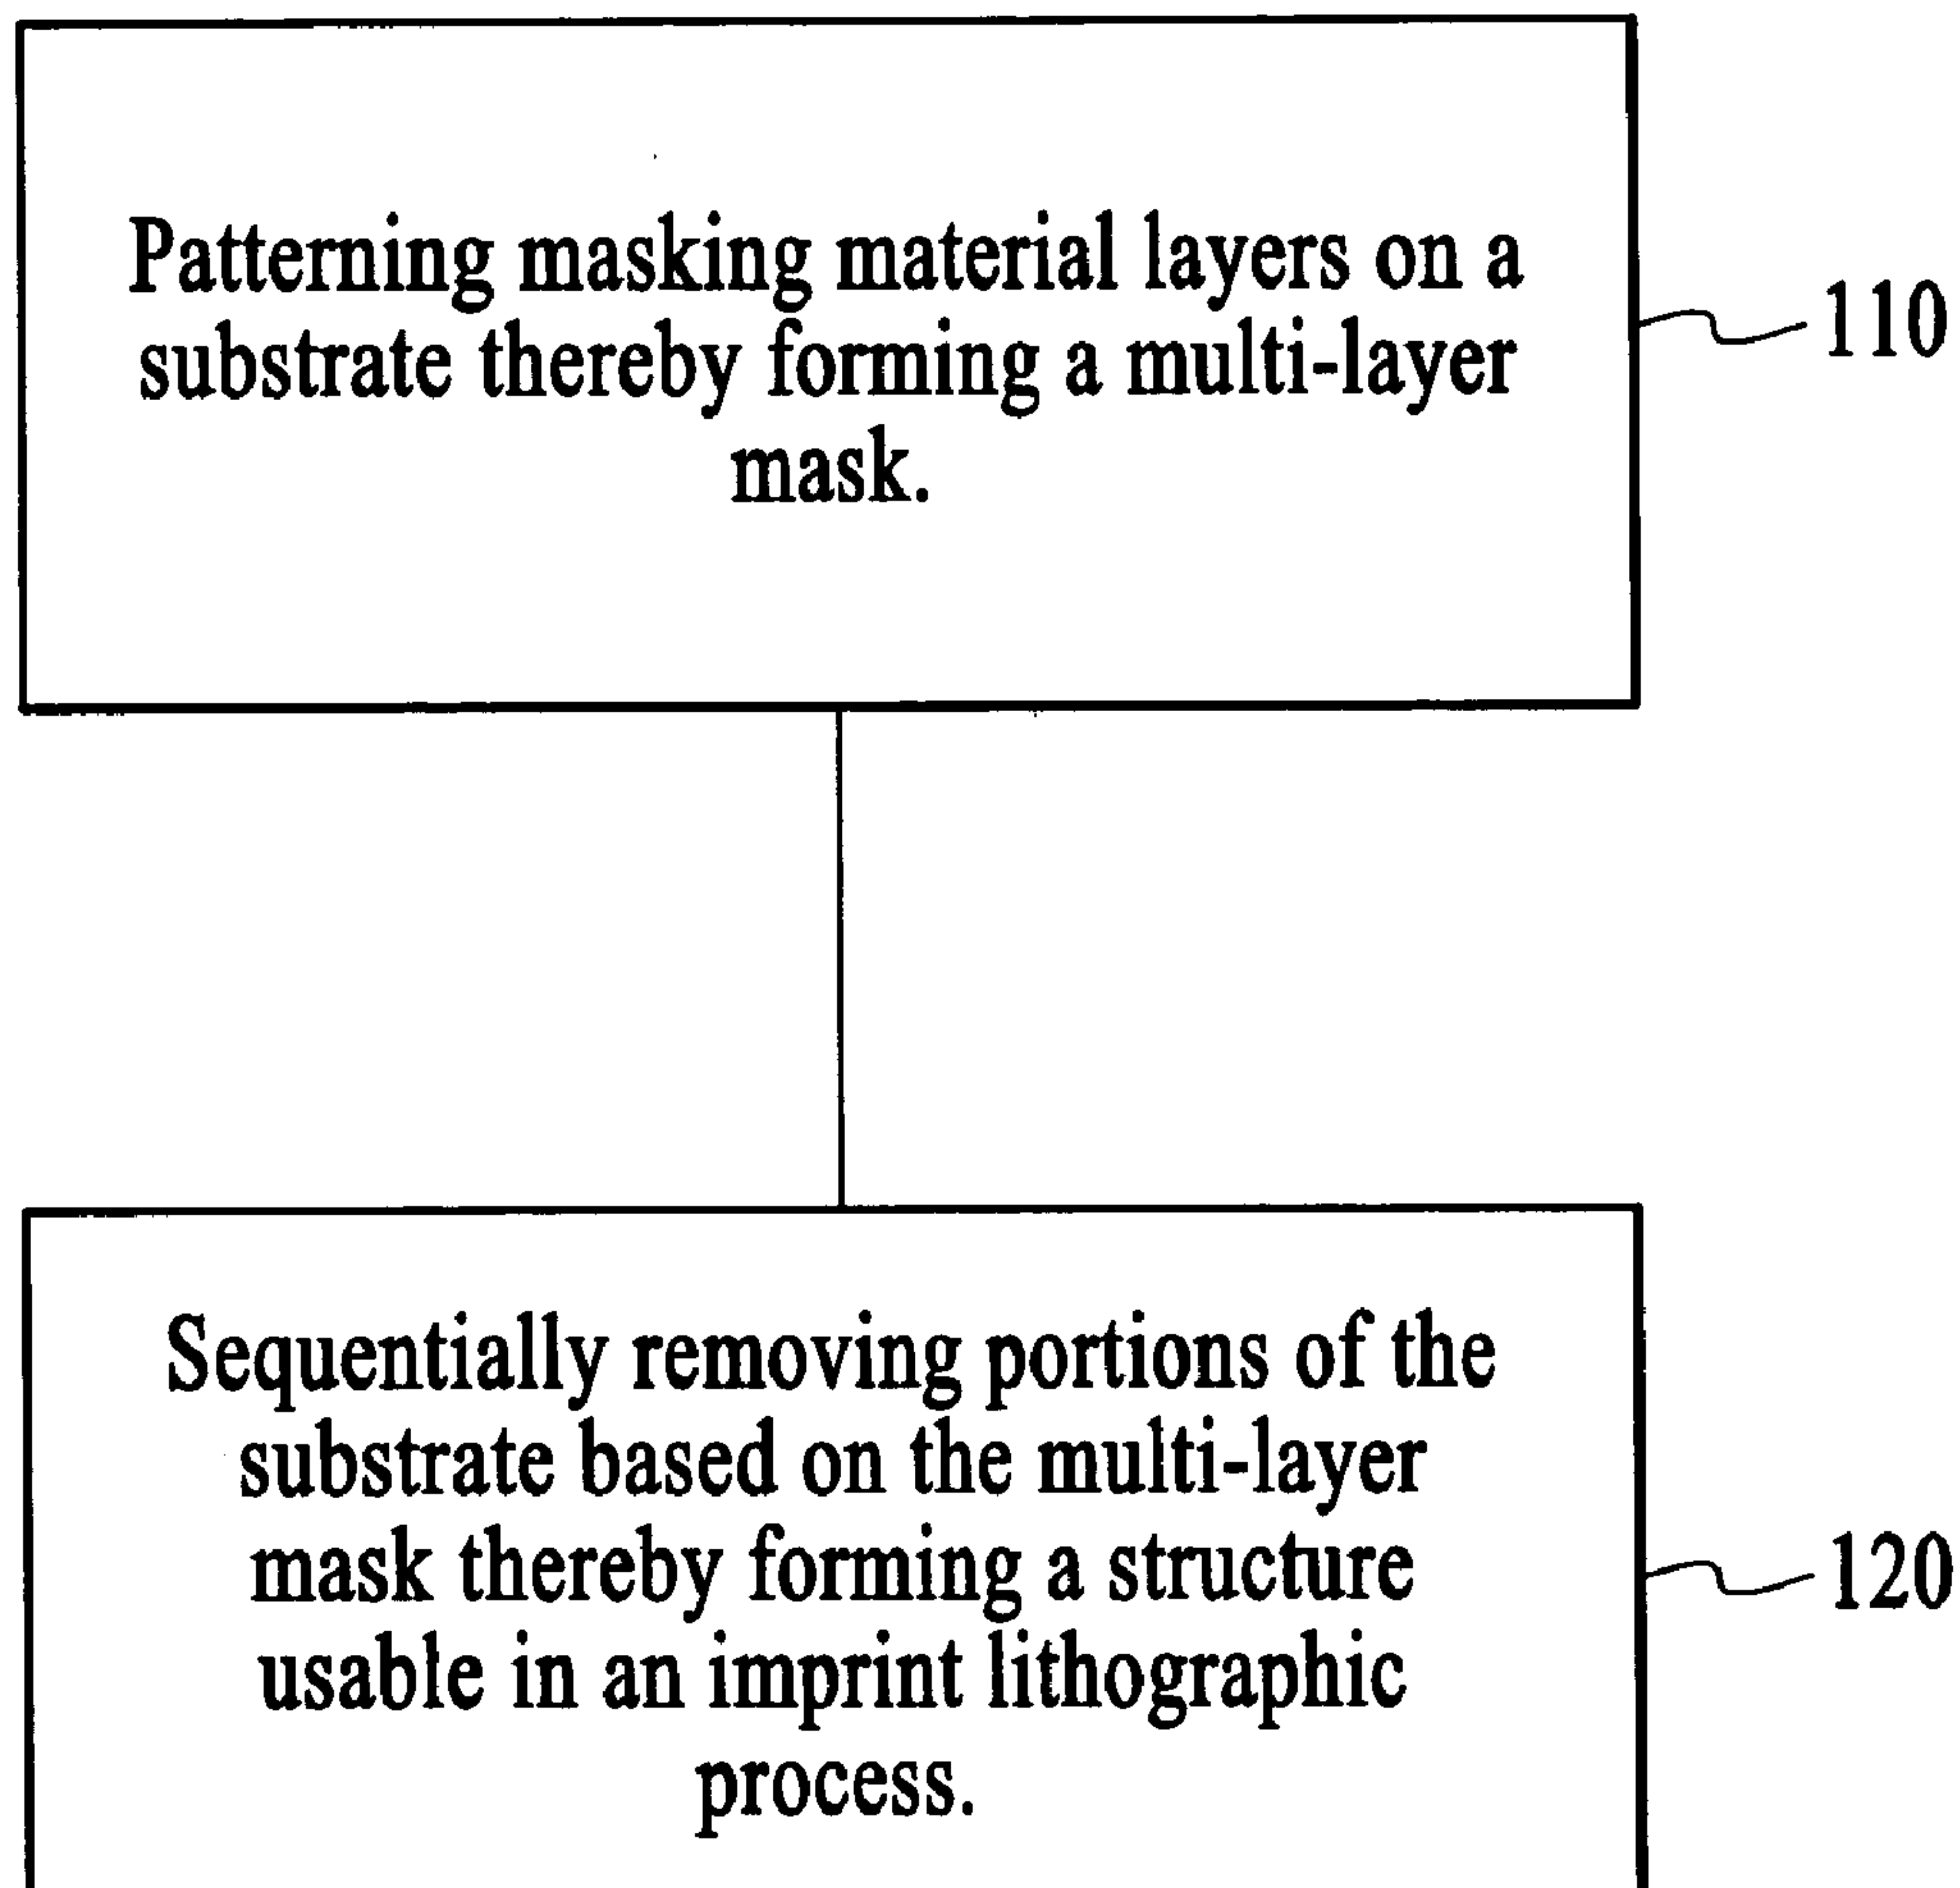 Patterning masking material layers on a
substrate thereby forming a multi-layer
mask.
110
Sequentially removing portions of the
substrate based on the multi-layer
mask thereby forming a structure
usable in an imprint lithographic
process.
120